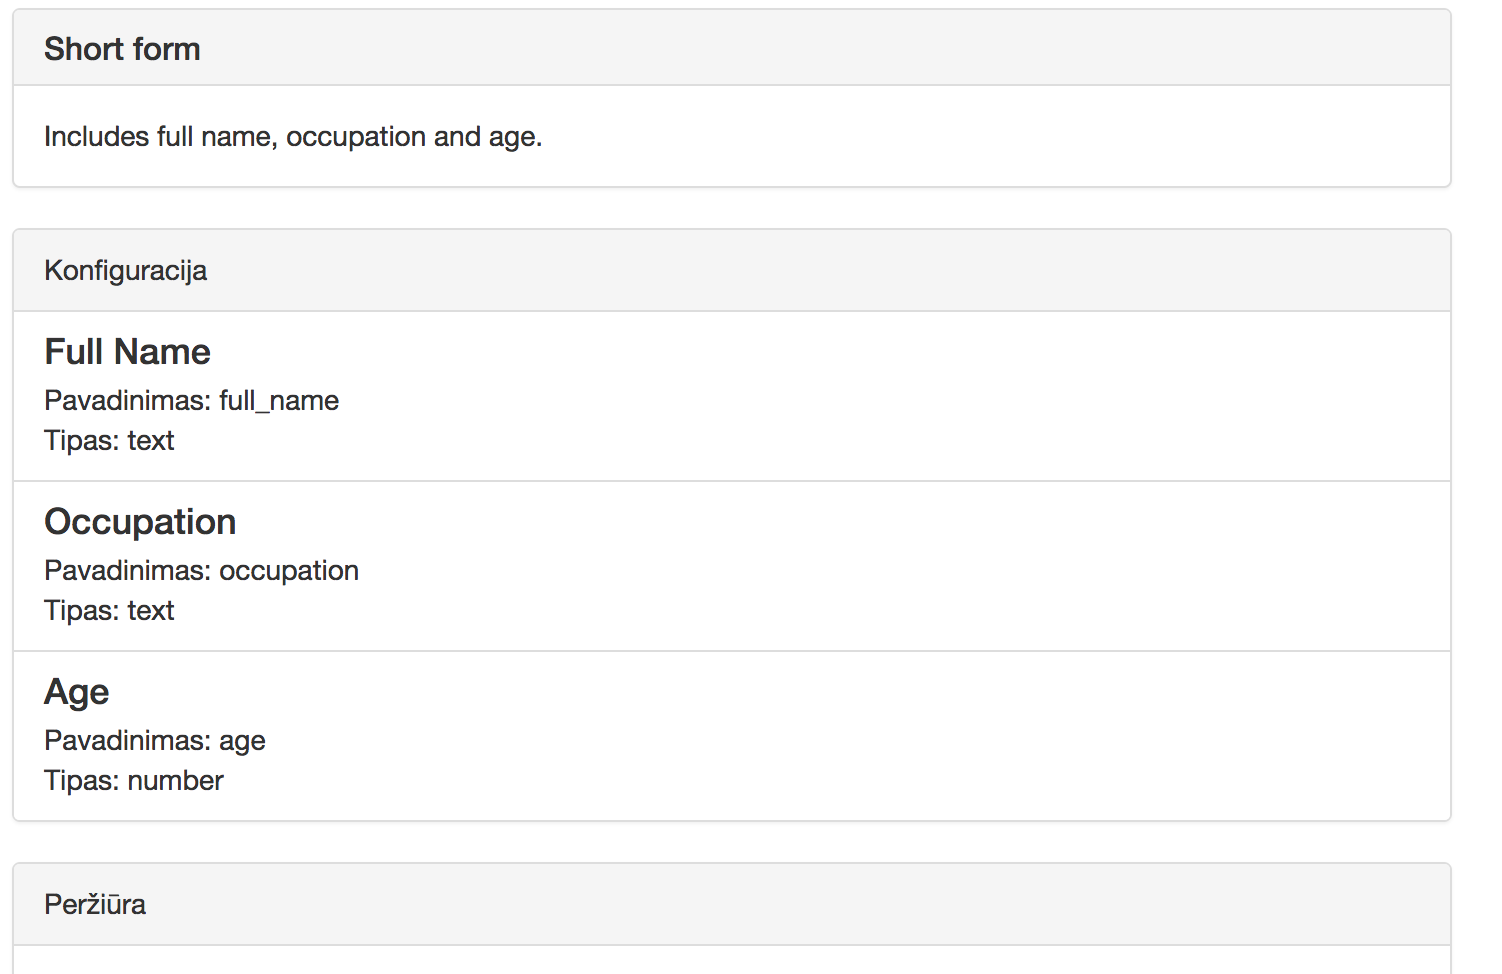 Short form
Includes full name, occupation and age.
Konfiguracija
Full Name
Pavadinimas: full_name
Tipas: text
Occupation
Pavadinimas: occupation
Tipas: text
Age
Pavadinimas: age
Tipas: number
Peržiūra